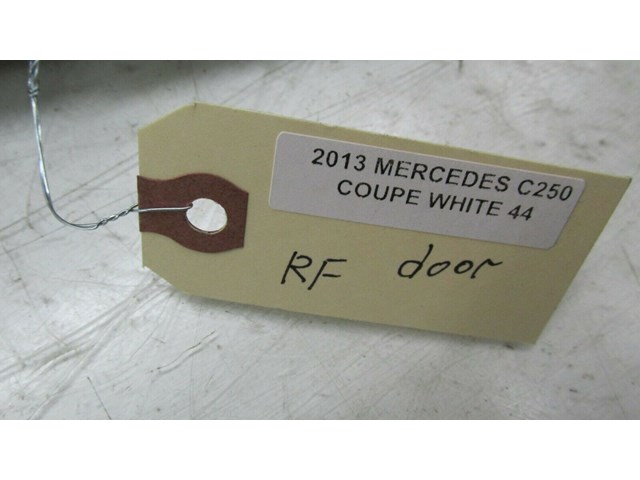 2013 MERCEDES C250
COUPE WHITE 44
RF door